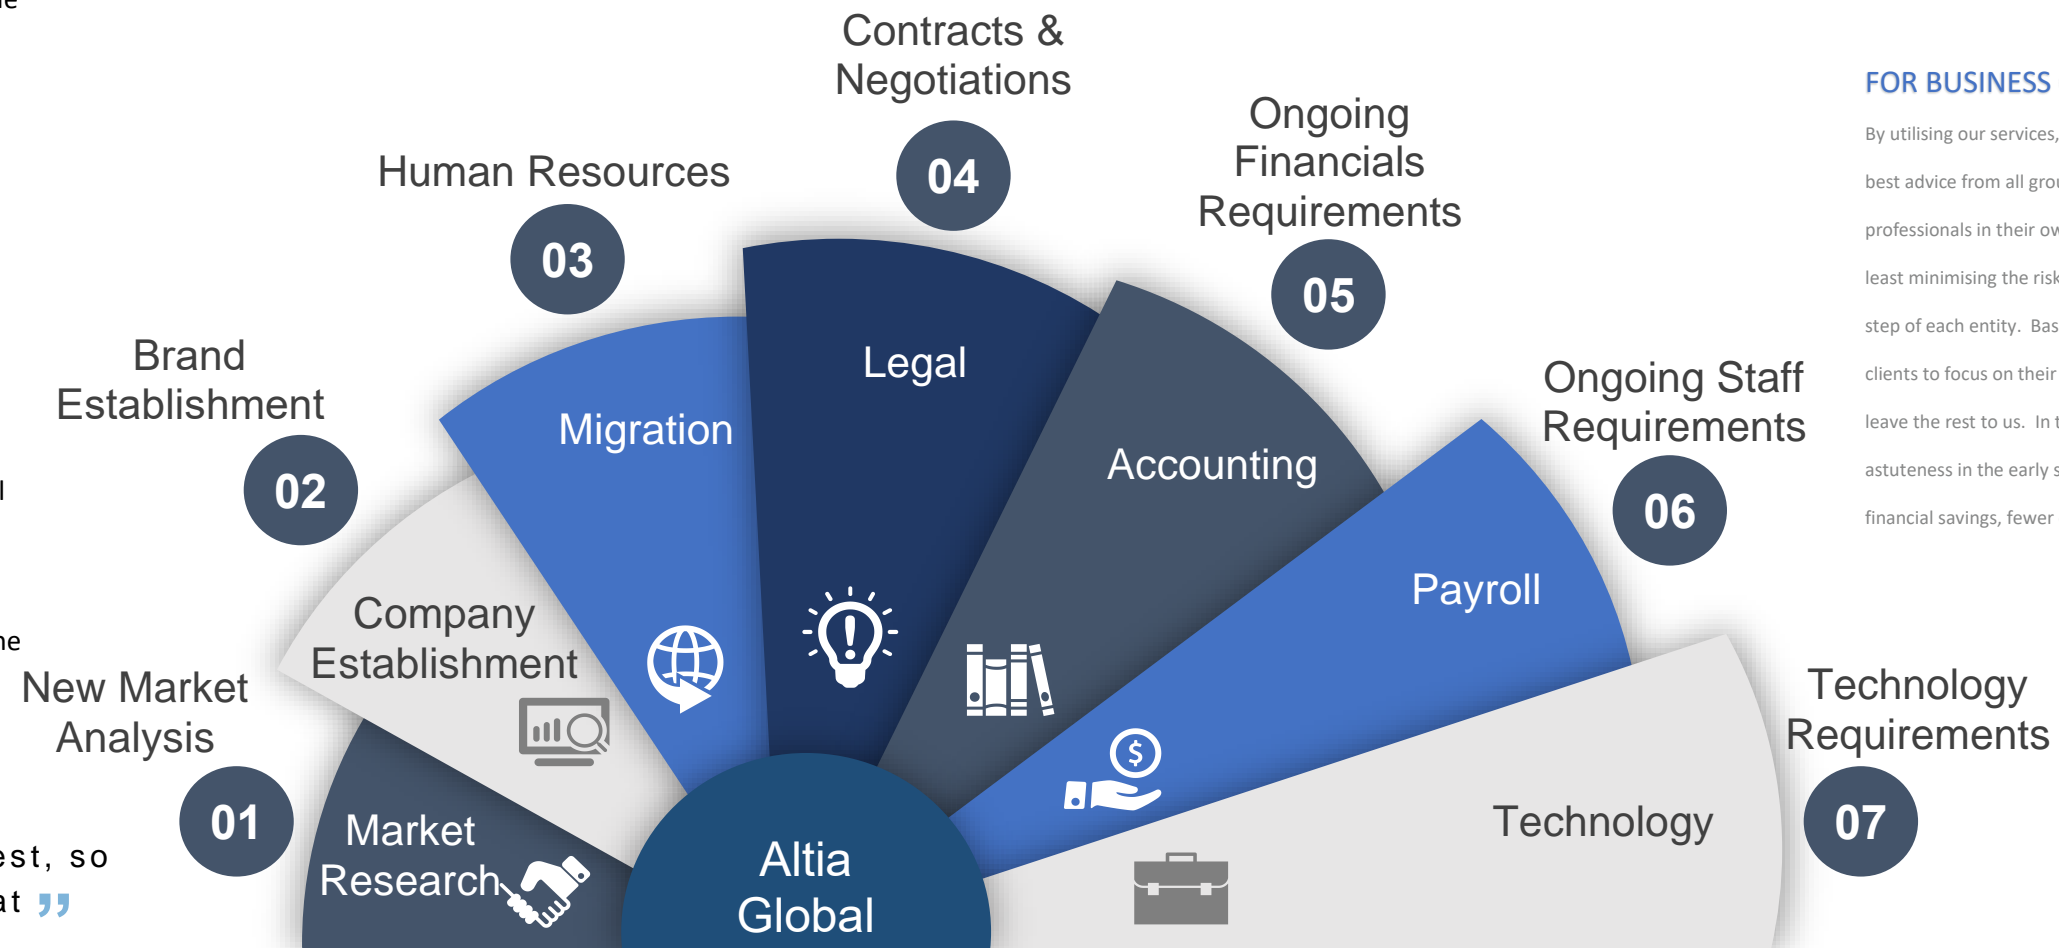 Contracts &
Negotiations
04
Human Resources
03
Ongoing
Financials
Requirements
05
Brand
Establishment
02
Ongoing Staff
Requirements
06
New Market
Analysis
01
Technology
Requirements
07
Market
Research
Company
Establishment
Migration
Legal
Accounting
Payroll
Technology
Altia
Global
est, so
at ”
FOR BUSINESS
By utilising our services,
best advice from all
professionals in their
least minimising the
step of each entity. 
clients to focus on their
leave the rest to us. In
astuteness in the early
financial savings, fewer